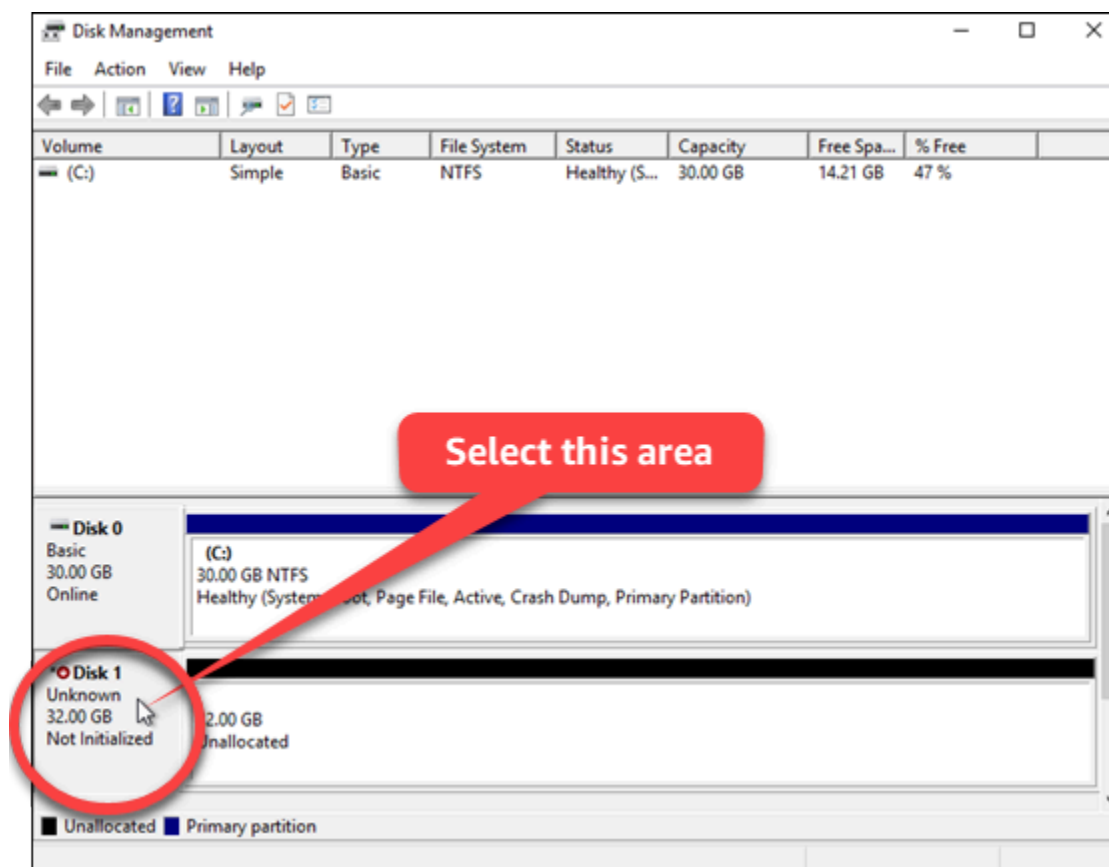 Disk Management
File Action View Help
Volume Layout Type File System Status Capacity Free Spa... % Free
(C:) Simple Basic NTFS Healthy (S... 30.00 GB 14.21 GB 47 %
Select this area
Disk 0
Basic
30.00 GB
Online
(C:)
30.00 GB NTFS
Healthy (System, Page File, Active, Crash Dump, Primary Partition)
Disk 1
Unknown
32.00 GB
Not Initialized
2.00 GB
Unallocated
Unallocated Primary partition